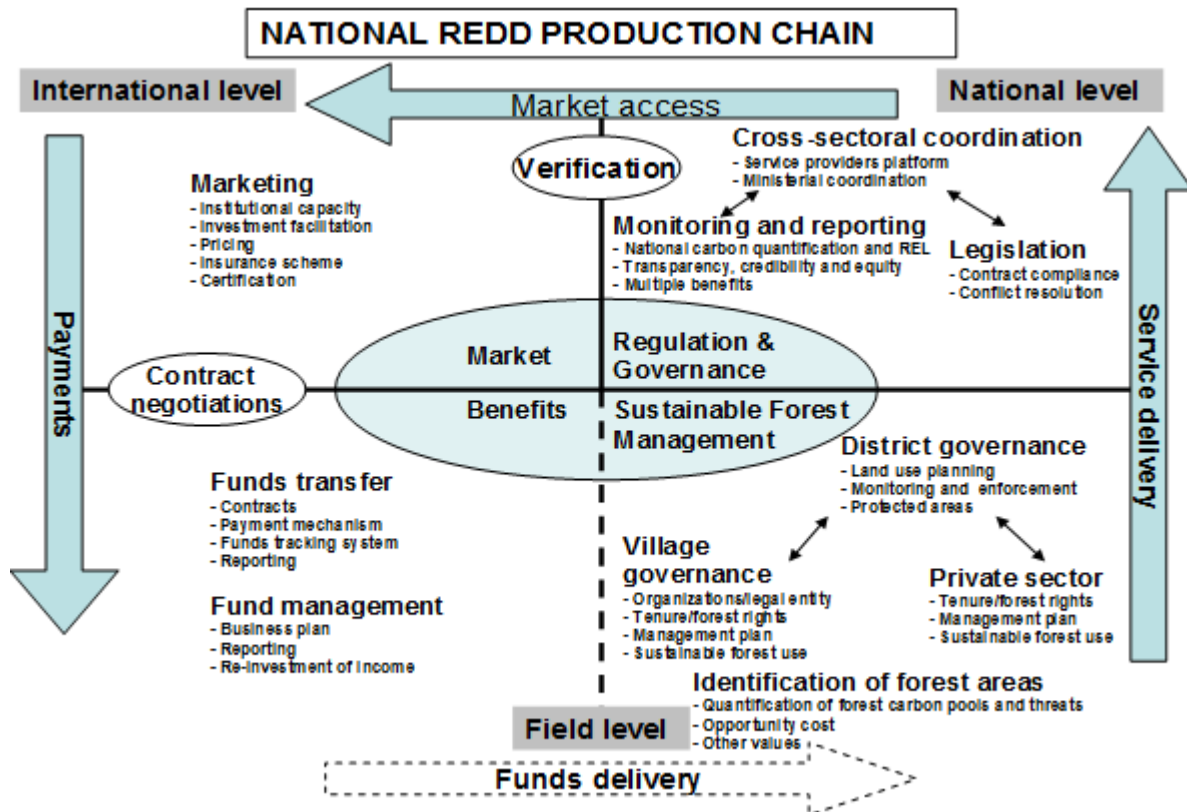 NATIONAL REDD PRODUCTION CHAIN
International level
Market access
National level
Verification
Cross-sectoral coordination
- Service providers platform
- Ministerial coordination
Marketing
- Institutional capacity
- Investment facilitation
- Pricing
- Insurance scheme
- Certification
Monitoring and reporting
- National carbon quantification and REL
- Transparency, credibility and equity
- Multiple benefits
Legislation
- Contract compliance
- Conflict resolution
Payments
Service delivery
Contract
negotiations
Market
Regulation &
Governance
Benefits
Sustainable Forest
Management
Funds transfer
- Contracts
- Payment mechanism
- Funds tracking system
- Reporting
Fund management
- Business plan
- Reporting
- Re-investment of income
District governance
- Land use planning
- Monitoring and enforcement
- Protected areas
Village
governance
- Organizations/legal entity
- Tenure/forest rights
- Management plan
- Sustainable forest use
Private sector
- Tenure/forest rights
- Management plan
- Sustainable forest use
Identification of forest areas
- Quantification of forest carbon pools and threats
- Opportunity cost
- Other values
Field level
Funds delivery